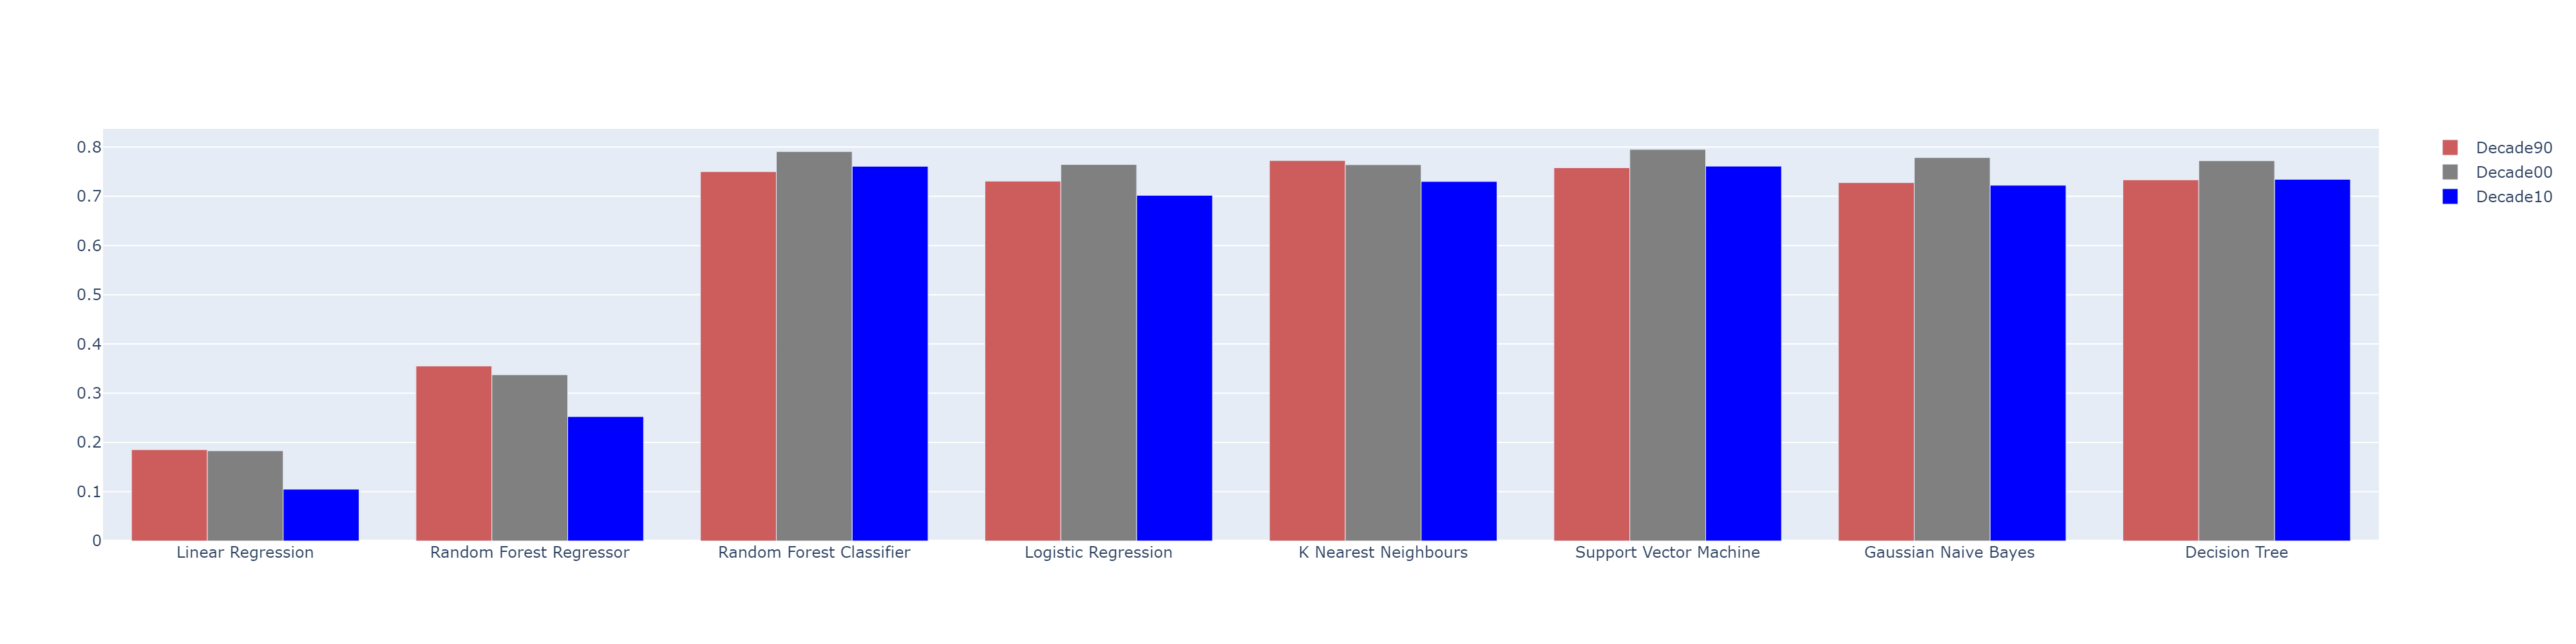 0.8
0.7
0.6
0.5
0.4
0.3
0.2
0.1
0
Linear Regression
Random Forest Regressor
Random Forest Classifier
Logistic Regression
K Nearest Neighbours
Support Vector Machine
Gaussian Naive Bayes
Decision Tree
Decade90
Decade00
Decade10